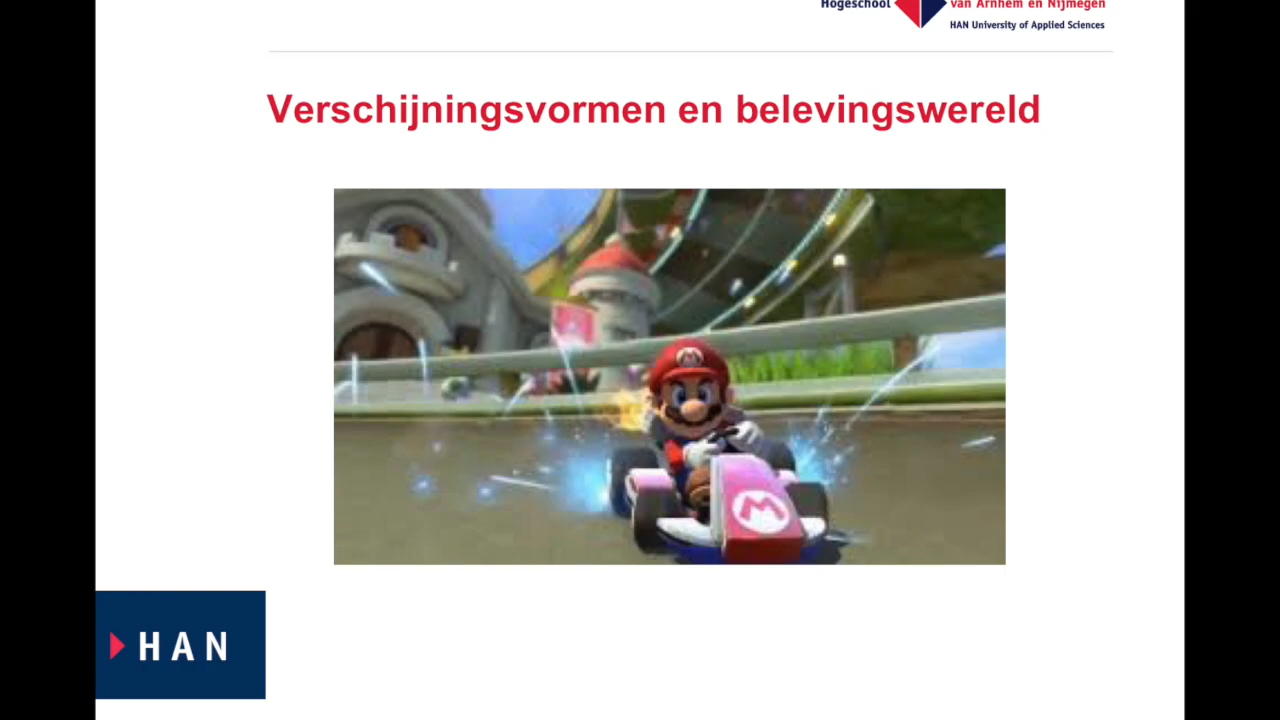 Hogeschool van Arnhem en Nijmegen
HAN University of Applied Sciences
Verschijningsvormen en belevingswereld
M
M
HAN